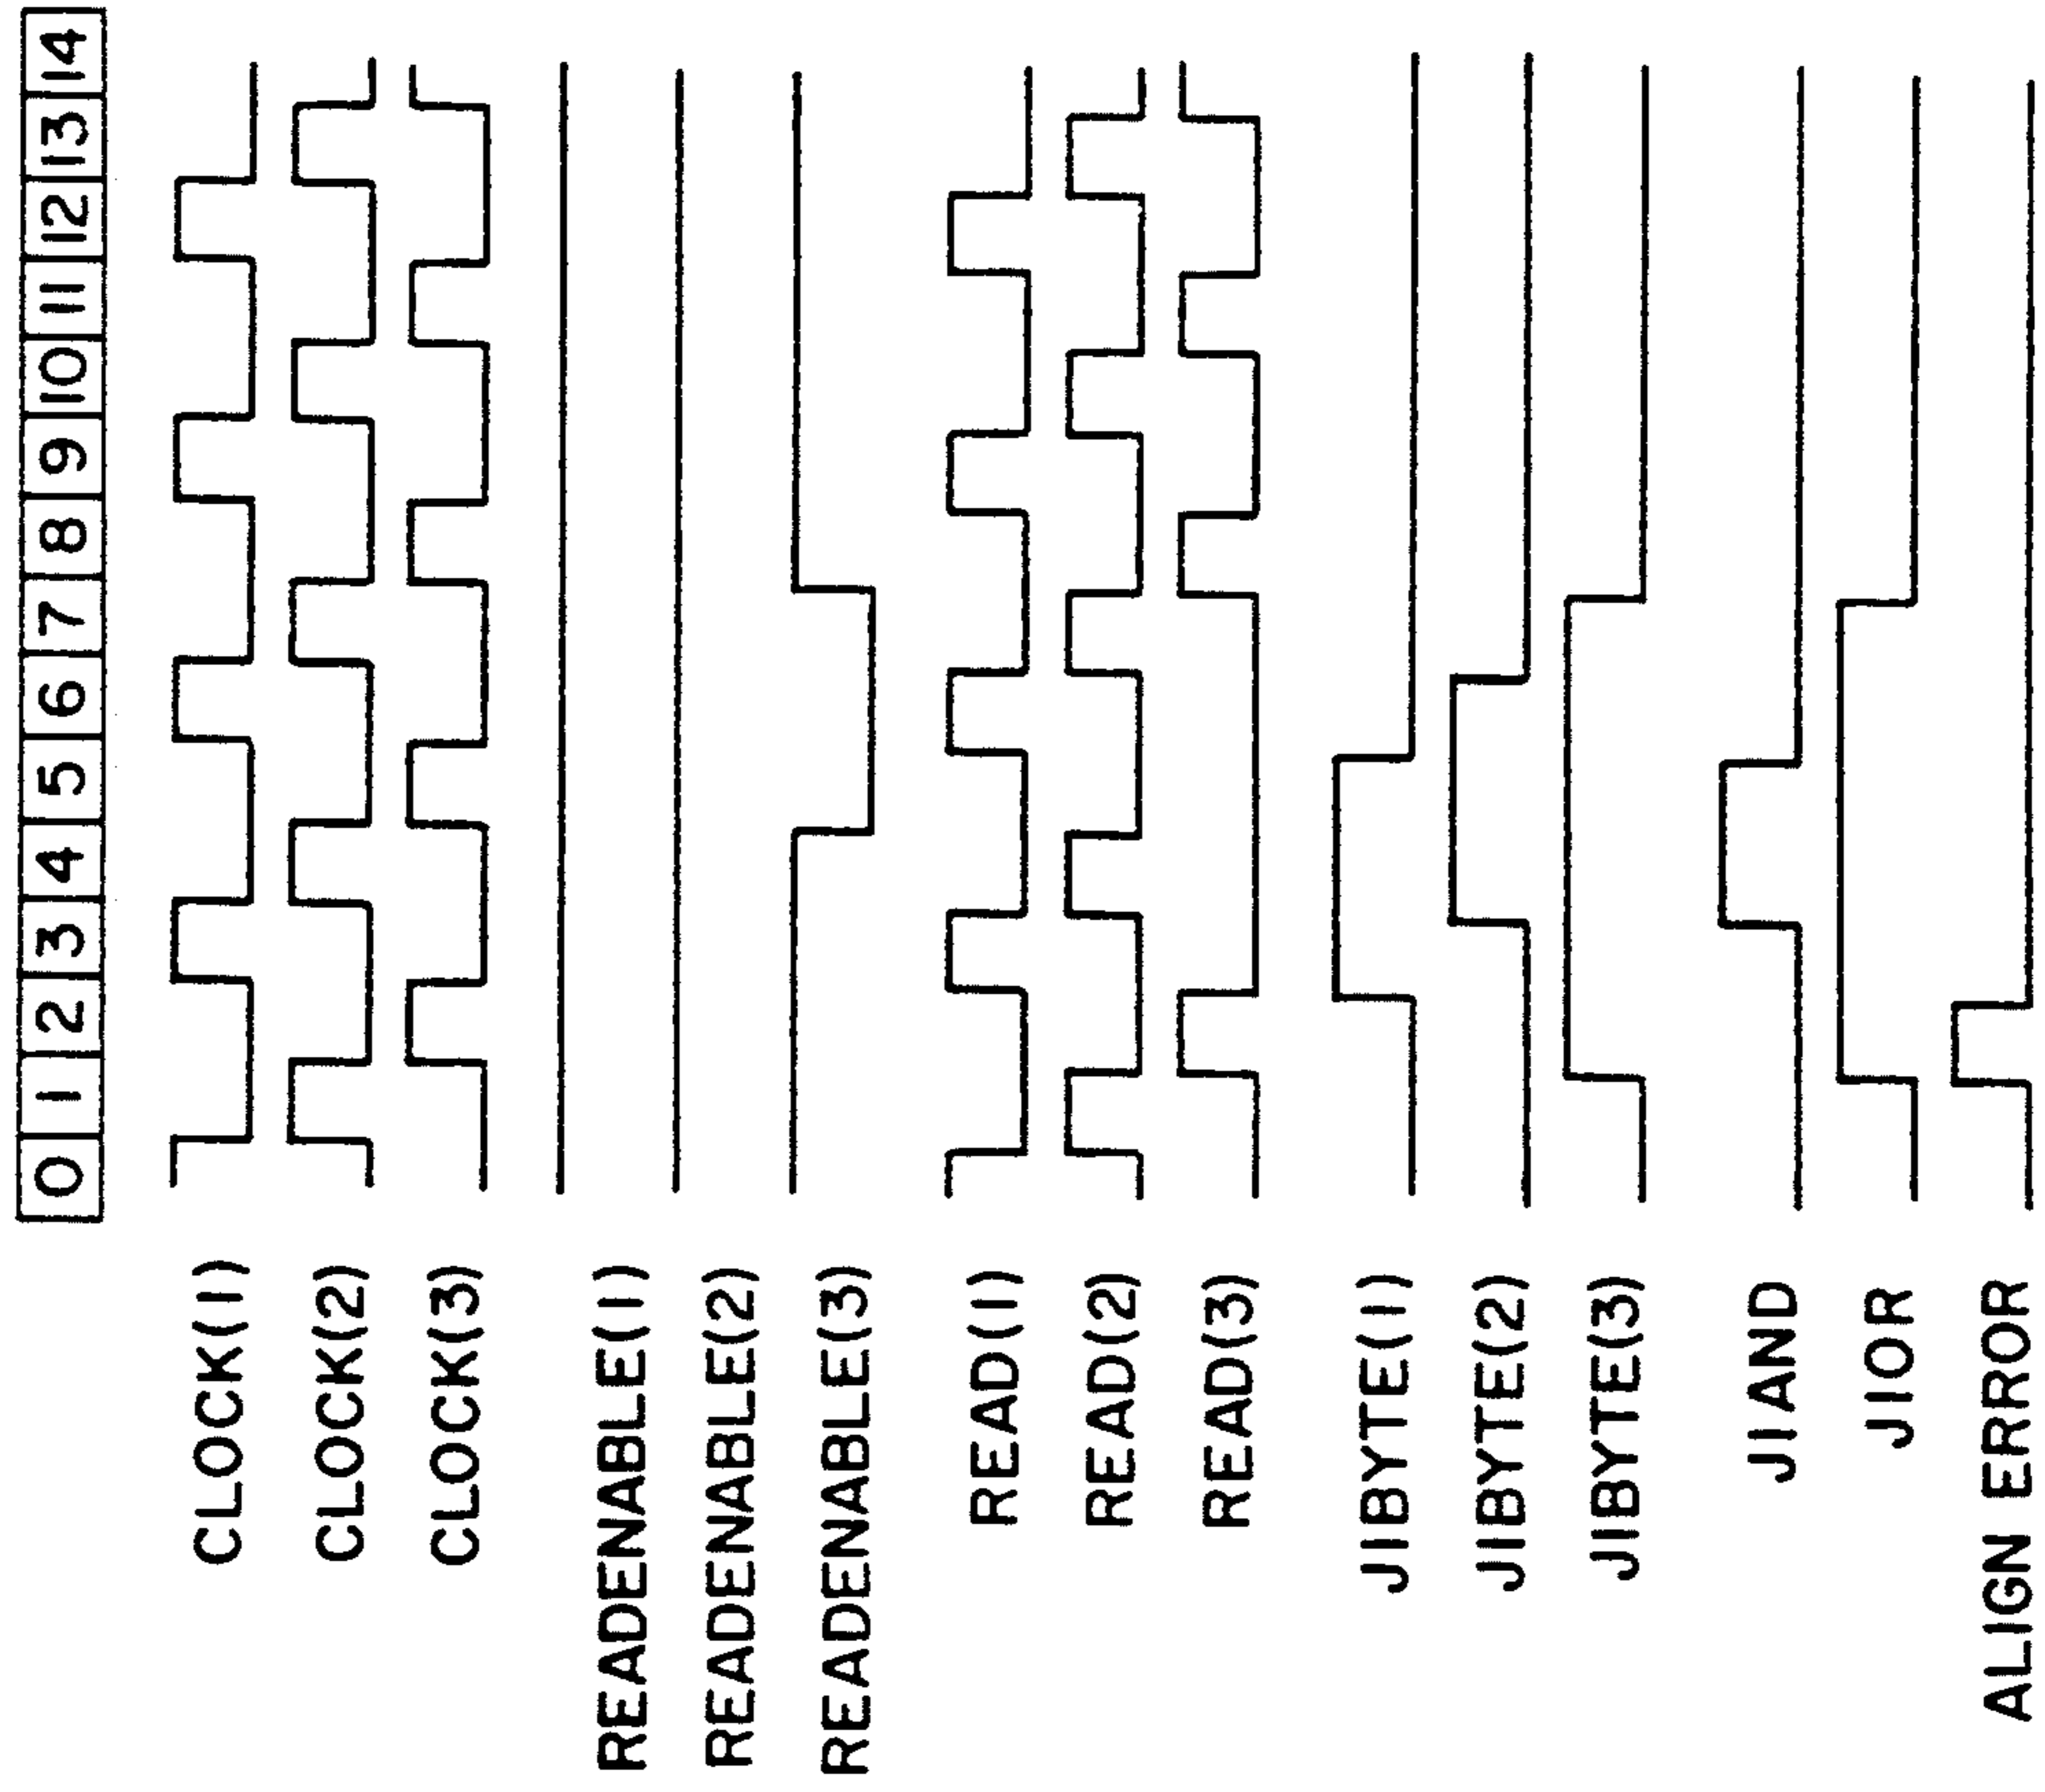 0 1 2 3 4 5 6 7 8 9 10 11 12 13 14
CLOCK(1)
CLOCK(2)
CLOCK(3)
READENABLE(1)
READENABLE(2)
READENABLE(3)
READ(1)
READ(2)
READ(3)
JIBYTE(1)
JIBYTE(2)
JIBYTE(3)
JIAND
JIOR
ALIGN ERROR